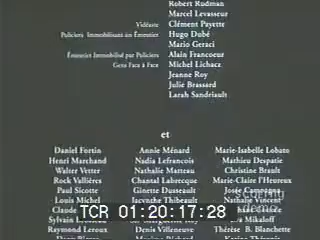 Robert Rudman
Marcel Levasseur
Vidéaste Clément Payette
Policiers Immobilisant un Émeutier Hugo Dubé
Mario Geraci
Émeutier Immobilisé par Policiers Alain Francoeur
Gens Face à Face Michel Lichacz
Jeanne Roy
Julie Brassard
Larah Sandriault
et
Daniel Fortin Annie Ménard Marie-Isabelle Lobato
Henri Marchand Nadia Lefrancois Mathieu Despatie
Walter Vetter Nathalie Matteau Christine Brault
Rock Vallières Chantal Labrecque Marie-Claire l'Heureux
Paul Sicotte Ginette Dusseault Josée
Louis Michel Jacynthe Thibeault
Claude
Sylvain
Raymond Leroux Denis Villeneuve Thérèse B. Blanchette
TCR 01:20:17:28